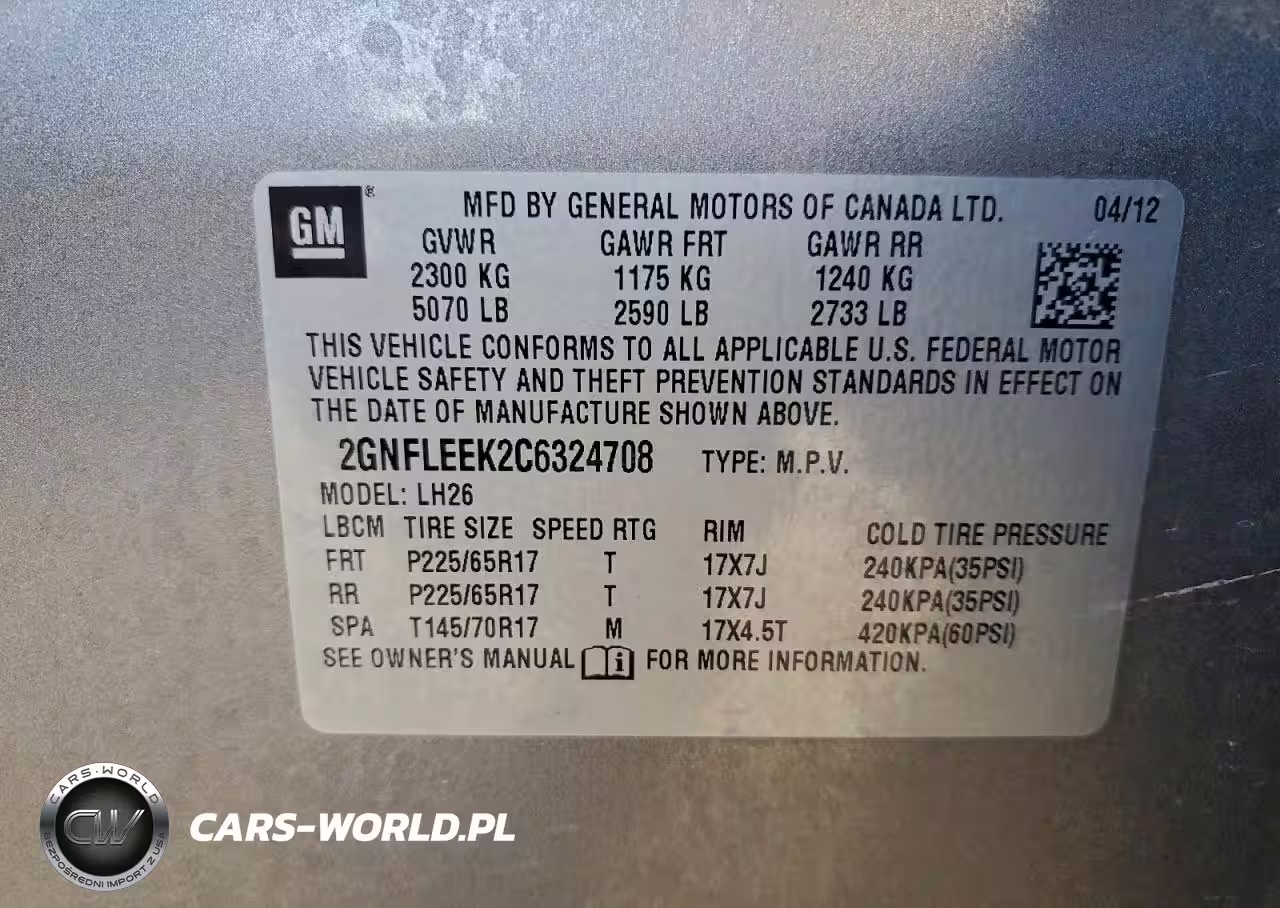 GM ®
MFD BY GENERAL MOTORS OF CANADA LTD. 04/12
GVWR GAWR FRT GAWR RR
2300 KG 1175 KG 1240 KG
5070 LB 2590 LB 2733 LB
THIS VEHICLE CONFORMS TO ALL APPLICABLE U.S. FEDERAL MOTOR
VEHICLE SAFETY AND THEFT PREVENTION STANDARDS IN EFFECT ON
THE DATE OF MANUFACTURE SHOWN ABOVE.
2GNFLEEK2C6324708 TYPE: M.P.V.
MODEL: LH26
LBCM TIRE SIZE SPEED RTG RIM COLD TIRE PRESSURE
FRT P225/65R17 T 17X7J 240KPA(35PSI)
RR P225/65R17 T 17X7J 240KPA(35PSI)
SPA T145/70R17 M 17X4.5T 420KPA(60PSI)
SEE OWNER'S MANUAL i FOR MORE INFORMATION.
CARS-WORLD
CW
BEZPOŚREDNI IMPORT Z USA
CARS-WORLD.PL